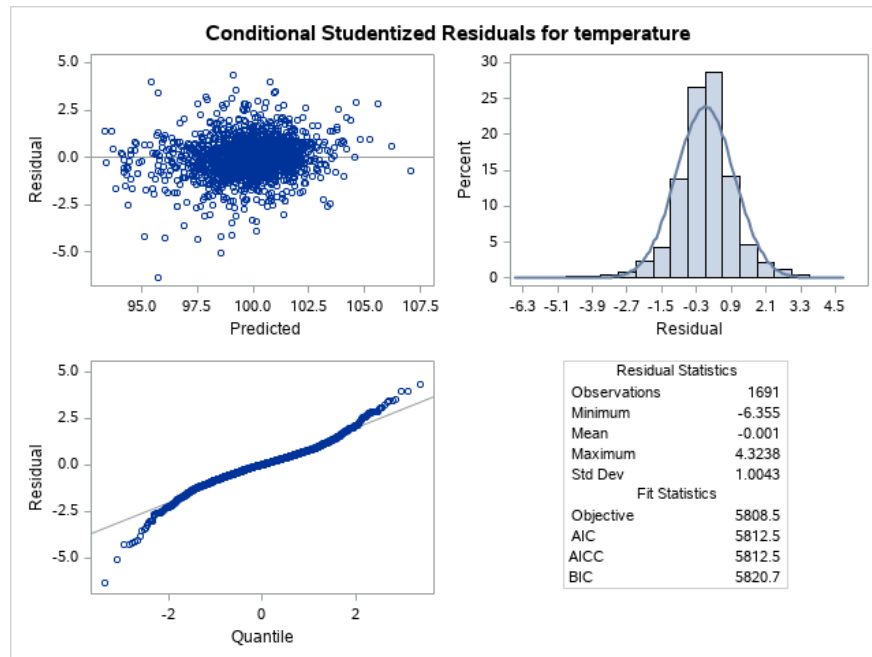 Conditional Studentized Residuals for temperature
5.0
2.5
0.0
-2.5
-5.0
Residual
95.0 97.5 100.0 102.5 105.0 107.5
Predicted
30
25
20
15
10
5
0
Percent
-6.3 -5.1 -3.9 -2.7 -1.5 -0.3 0.9 2.1 3.3 4.5
Residual
5.0
2.5
0.0
-2.5
-5.0
Residual
-2 0 2
Quantile
Residual Statistics
Observations 1691
Minimum -6.355
Mean -0.001
Maximum 4.3238
Std Dev 1.0043
Fit Statistics
Objective 5808.5
AIC 5812.5
AICC 5812.5
BIC 5820.7